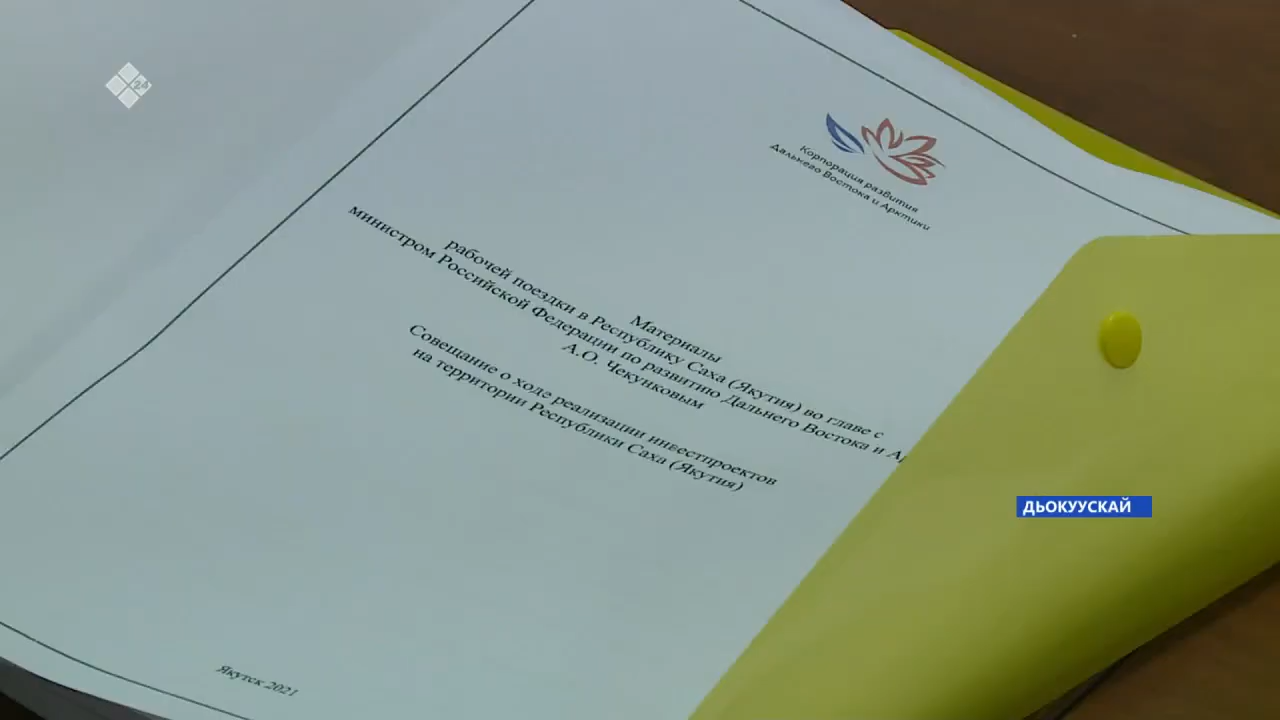 24
Корпорация развития
Дальнего Востока и Арктики
Материалы
рабочей поездки в Республику Саха (Якутия) во главе с
министром Российской Федерации по развитию Дальнего Востока и
А.О. Чекунковым
Совещание о ходе реализации инвестпроектов
на территории Республики Саха (Якутия)
ДЬОКУУСКАЙ
Якутск 2021